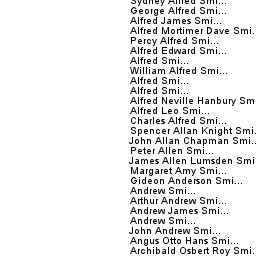 Sydney Alfred Smi...
George Alfred Smi...
Alfred James Smi...
Alfred Mortimer Dave Smi.
Percy Alfred Smi...
Alfred Edward Smi...
Alfred Smi...
William Alfred Smi...
Alfred Smi...
Alfred Smi...
Alfred Neville Hanbury Sm
Alfred Leo Smi...
Charles Alfred Smi...
Spencer Allan Knight Smi.
John Allan Chapman Smi..
Peter Allen Smi...
James Allen Lumsden Smi
Margaret Amy Smi...
Gideon Anderson Smi...
Andrew Smi...
Arthur Andrew Smi...
Andrew James Smi...
Andrew Smi...
John Andrew Smi...
Angus Otto Hans Smi...
Archibald Osbert Roy Smi.